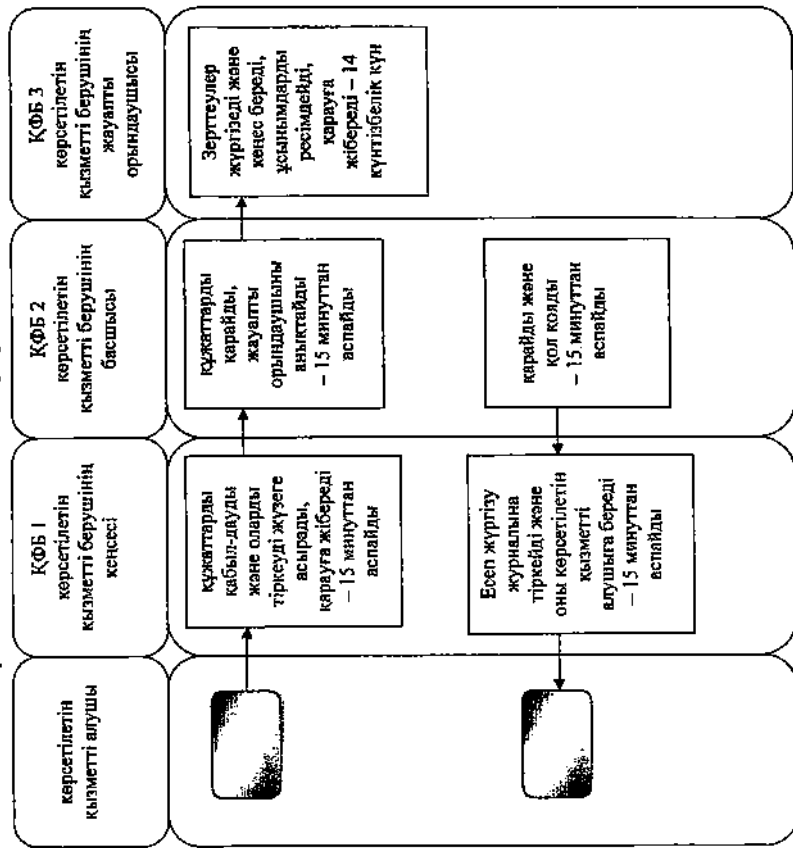 көрсетілетін
қызметті алушы
ҚФБ 1
көрсетілетін
қызметті берушінің
кеңсесі
ҚФБ 2
көрсетілетін
қызметті берушінің
басшысы
ҚФБ 3
көрсетілетін
қызметті берушінің
жауапты
орындаушысы
құжаттарды
қабыл-дауды
және оларды
тіркеуді жүзеге
асырады,
қарауға жібереді
– 15 минуттан
аспайды
құжаттарды
қарайды,
жауапты
орындаушыны
анықтайды
– 15 минуттан
аспайды
Зерттеулер
жүргізеді және
кеңес береді,
ұсынымдарды
ресімдейді,
қарауға
жібереді – 14
күнтізбелік күн
Есеп жүргізу
журналына
тіркейді және
оны көрсетілетін
қызметті
алушыға береді
– 15 минуттан
аспайды
қарайды және
қол қояды
– 15 минуттан
аспайды